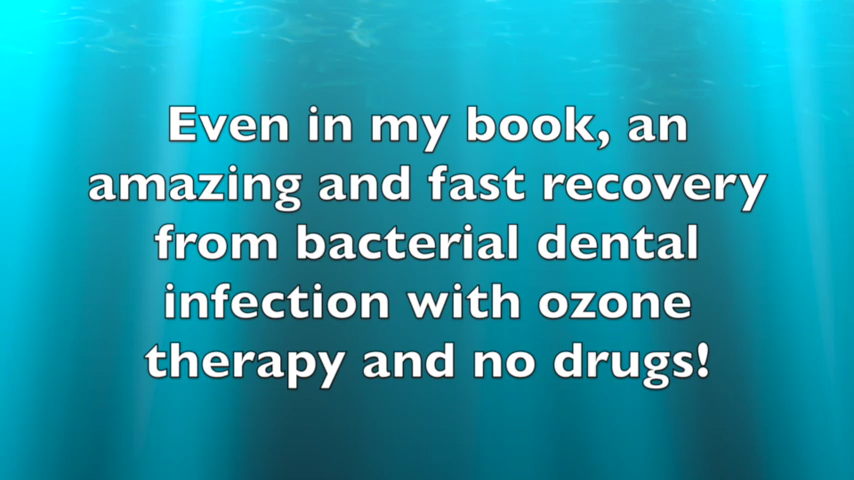 Even in my book, an
amazing and fast recovery
from bacterial dental
infection with ozone
therapy and no drugs!